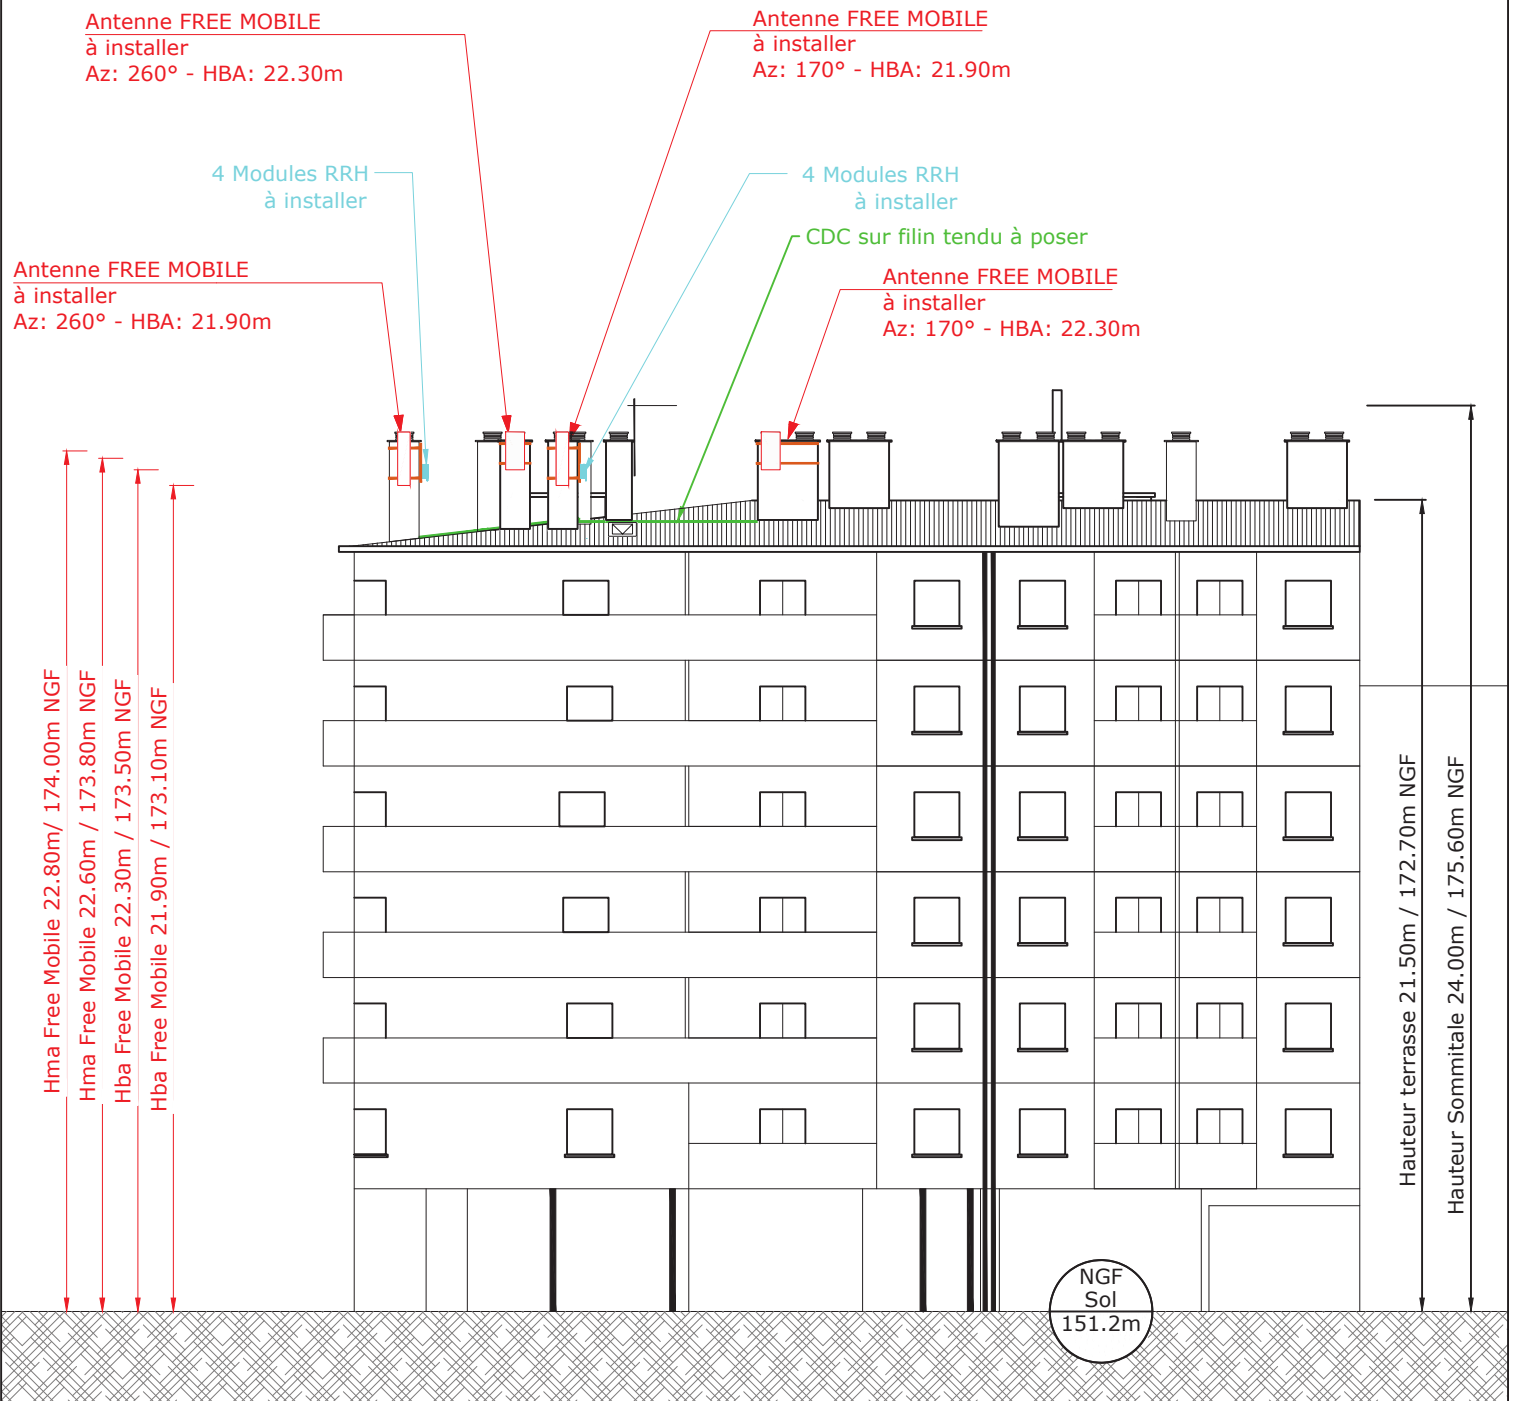 Antenne FREE MOBILE
à installer
Az: 260° - HBA: 22.30m
Antenne FREE MOBILE
à installer
Az: 170° - HBA: 21.90m
4 Modules RRH
à installer
4 Modules RRH
à installer
CDC sur filin tendu à poser
Antenne FREE MOBILE
à installer
Az: 260° - HBA: 21.90m
Antenne FREE MOBILE
à installer
Az: 170° - HBA: 22.30m
Hma Free Mobile 22.80m/ 174.00m NGF
Hma Free Mobile 22.60m / 173.80m NGF
Hba Free Mobile 22.30m / 173.50m NGF
Hba Free Mobile 21.90m / 173.10m NGF
Hauteur terrasse 21.50m / 172.70m NGF
Hauteur Sommitale 24.00m / 175.60m NGF
NGF
Sol
151.2m